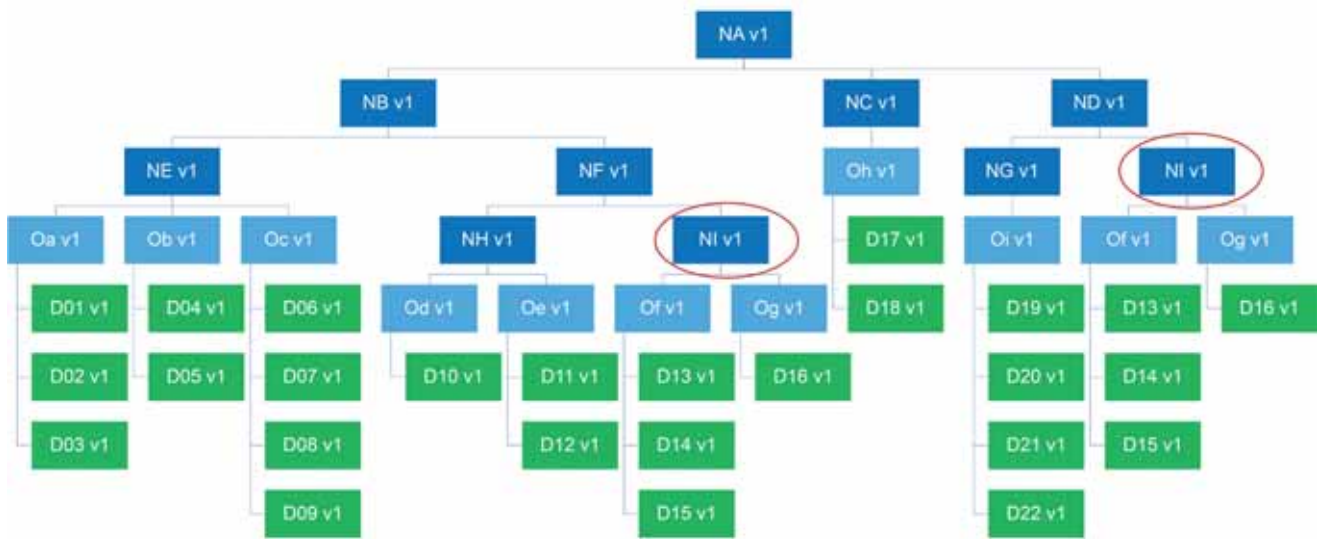 NA v1
NB v1 NC v1 ND v1
NE v1 NF v1 Oh v1 NG v1 NI v1
Oa v1 Ob v1 Oc v1 NH v1 NI v1 D17 v1 Oi v1 Of v1 Og v1
D01 v1 D04 v1 D06 v1 Od v1 Oe v1 Of v1 Og v1 D18 v1 D19 v1 D13 v1 D16 v1
D02 v1 D05 v1 D07 v1 D10 v1 D11 v1 D13 v1 D16 v1 D20 v1 D14 v1
D03 v1 D08 v1 D12 v1 D14 v1 D21 v1 D15 v1
D09 v1 D15 v1 D22 v1